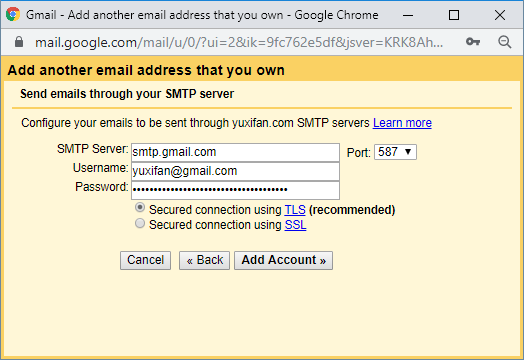 Gmail - Add another email address that you own - Google Chrome
mail.google.com/mail/u/0/?ui=2&ik=9fc762e5df&jsver=KRK8Ah...
Add another email address that you own
Send emails through your SMTP server
Configure your emails to be sent through yuxifan.com SMTP servers Learn more
SMTP Server: smtp.gmail.com Port: 587
Username: yuxifan@gmail.com
Password:
Secured connection using TLS (recommended)
Secured connection using SSL
Cancel « Back Add Account »